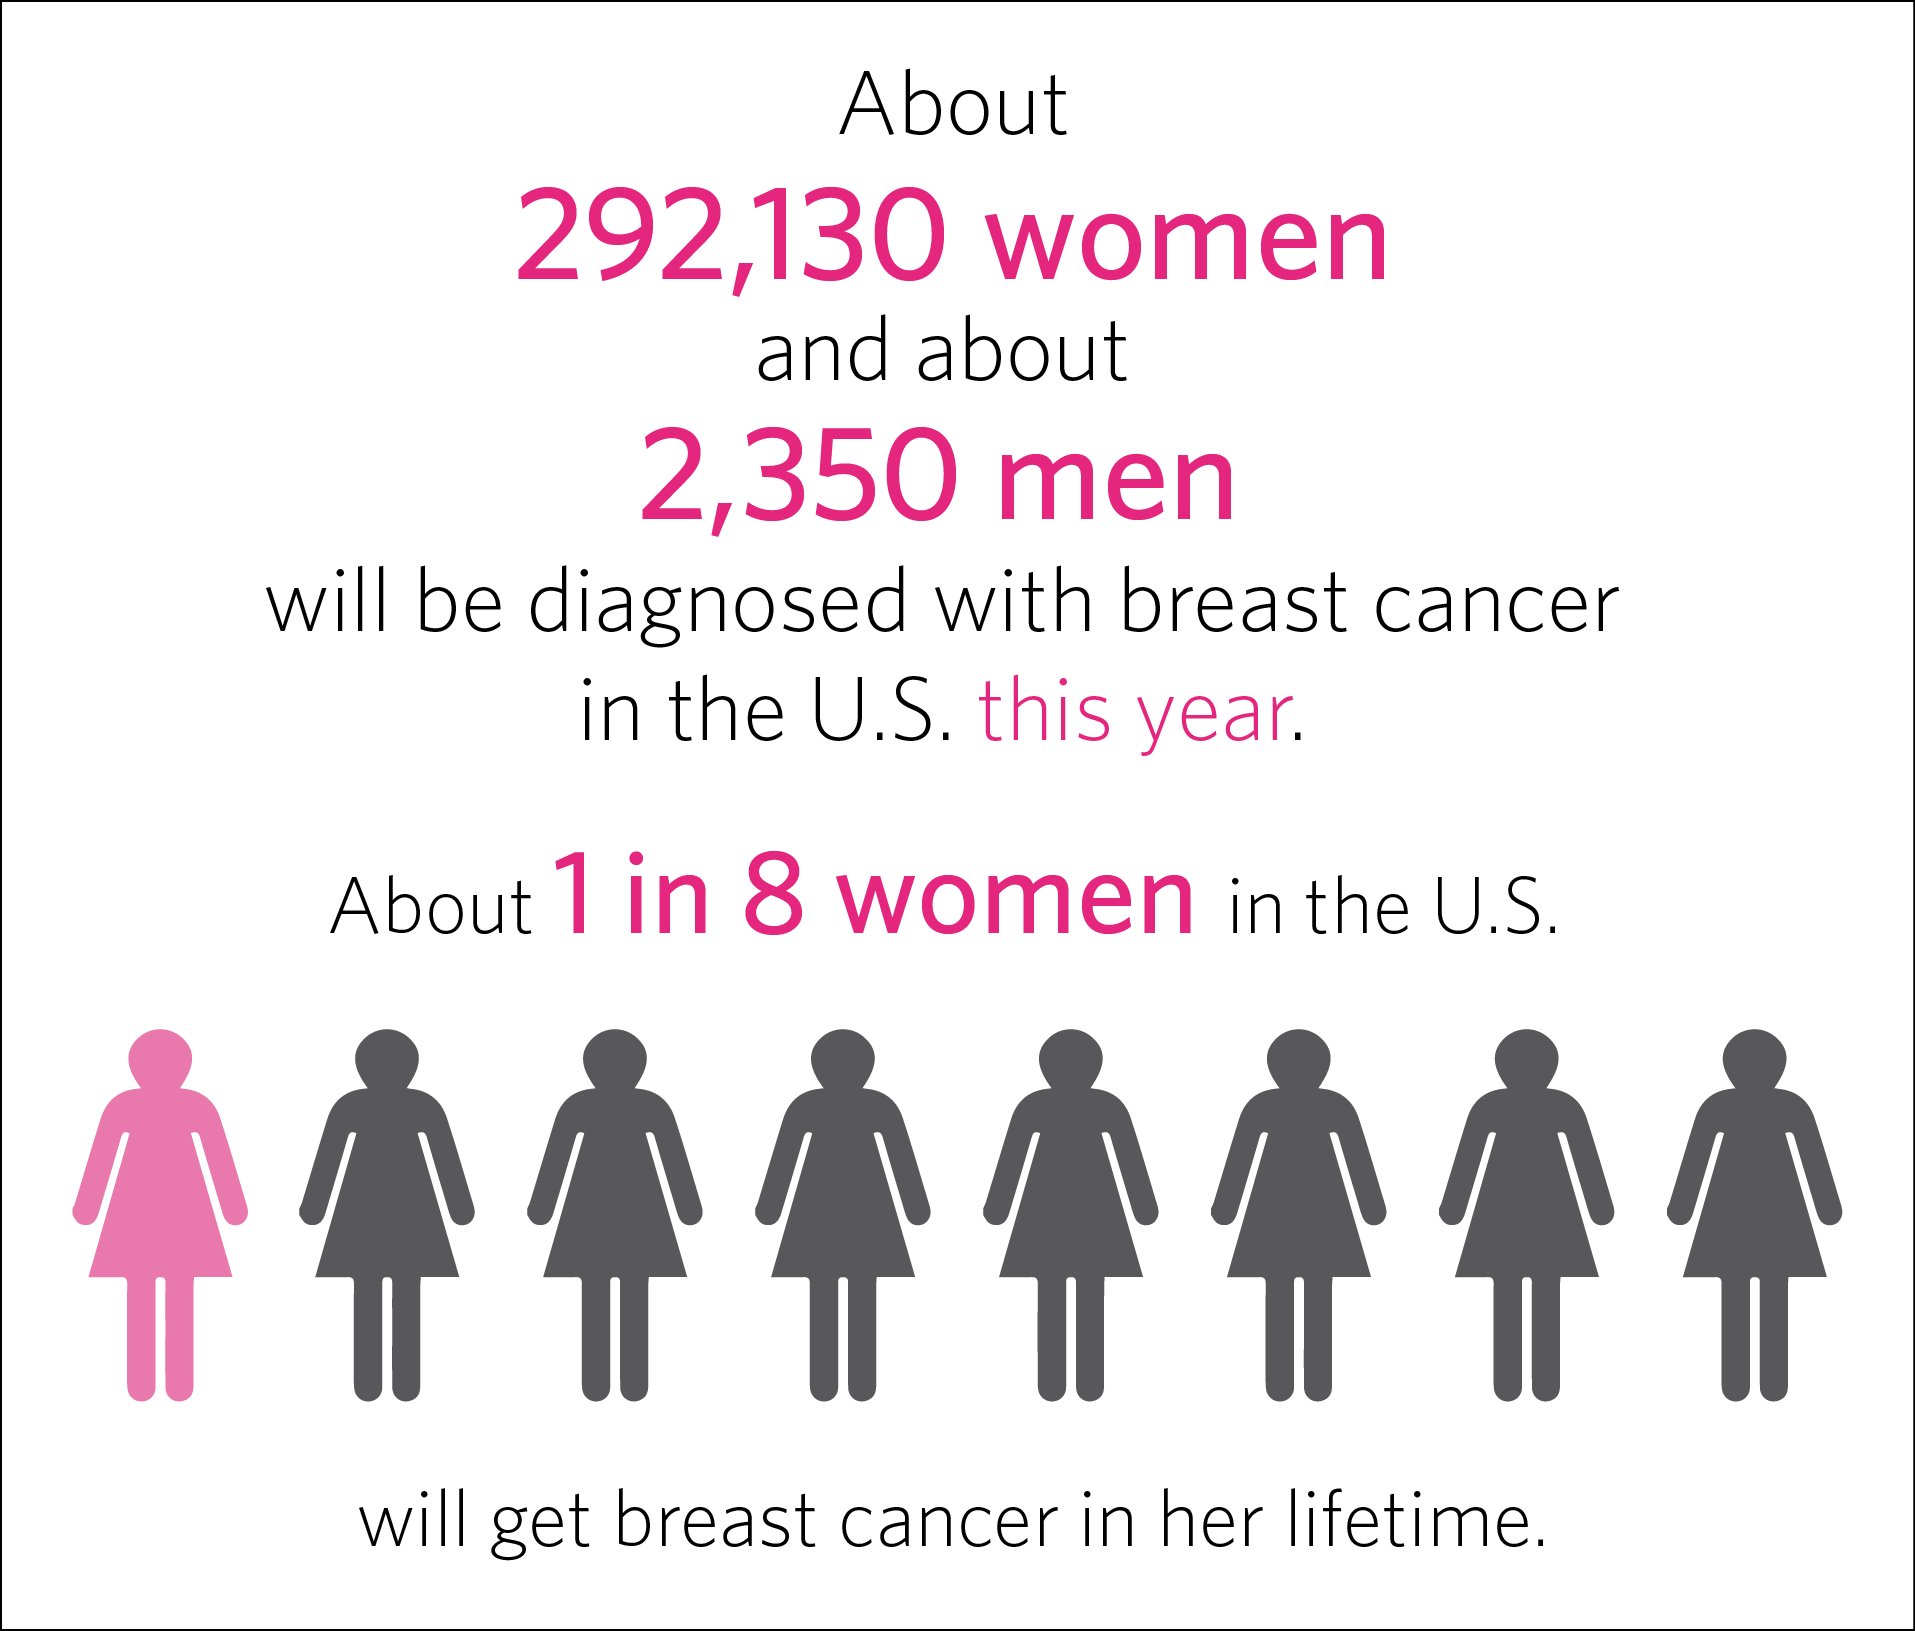 About
292,130 women
and about
2,350 men
will be diagnosed with breast cancer
in the U.S. this year.
About 1 in 8 women in the U.S.
will get breast cancer in her lifetime.